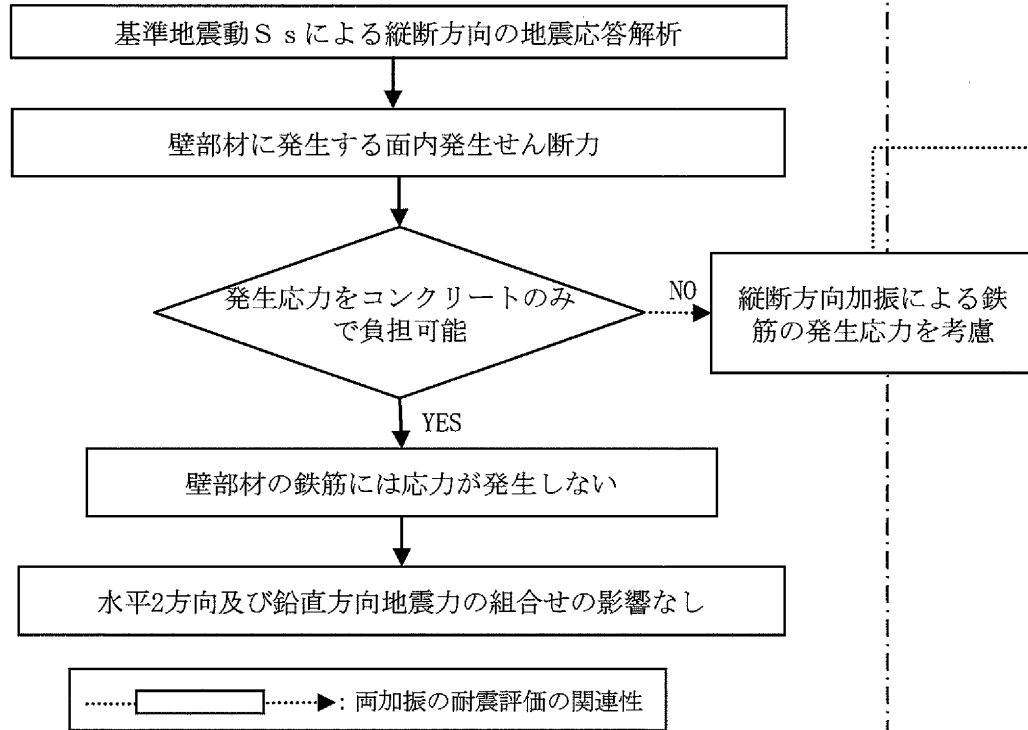 基準地震動Ｓｓによる縦断方向の地震応答解析
壁部材に発生する面内発生せん断力
発生応力をコンクリートのみ
で負担可能
NO
縦断方向加振による鉄
筋の発生応力を考慮
YES
壁部材の鉄筋には応力が発生しない
水平2方向及び鉛直方向地震力の組合せの影響なし
：両加振の耐震評価の関連性